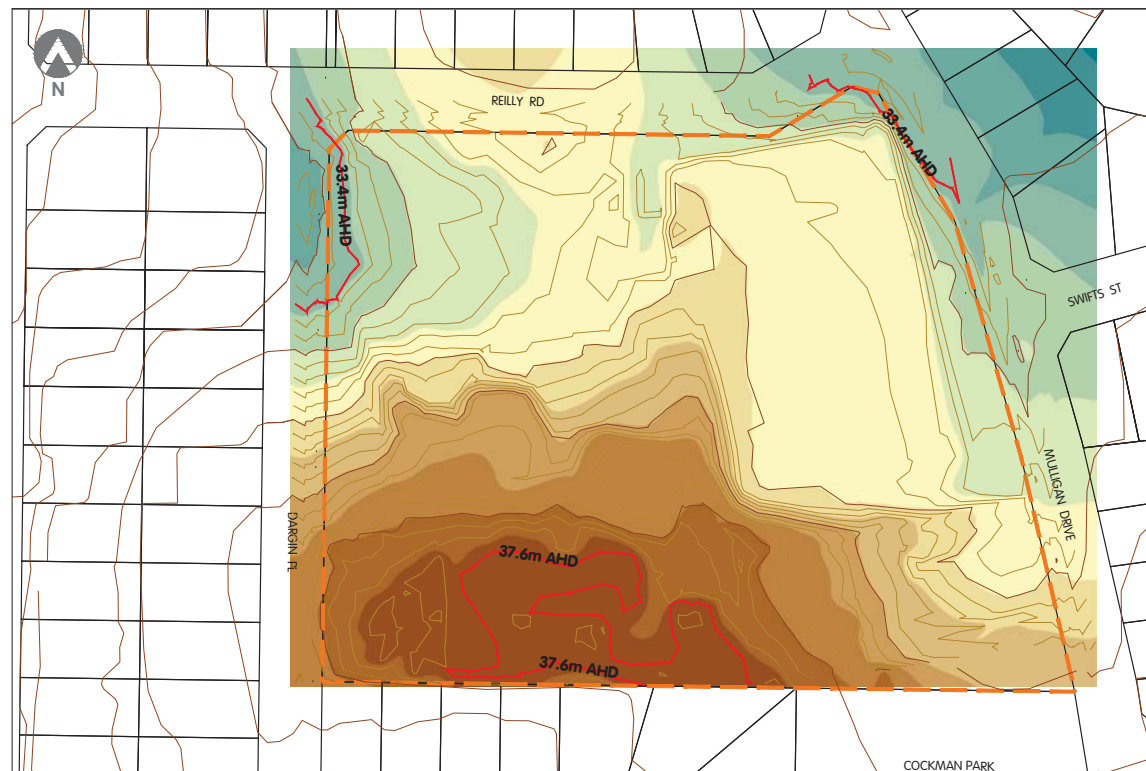 N
REILLY RD
33.4m AHD
33.4m AHD
SWIFTS ST
MULLIGAN DRIVE
DARGIN PL
37.6m AHD
37.6m AHD
COCKMAN PARK